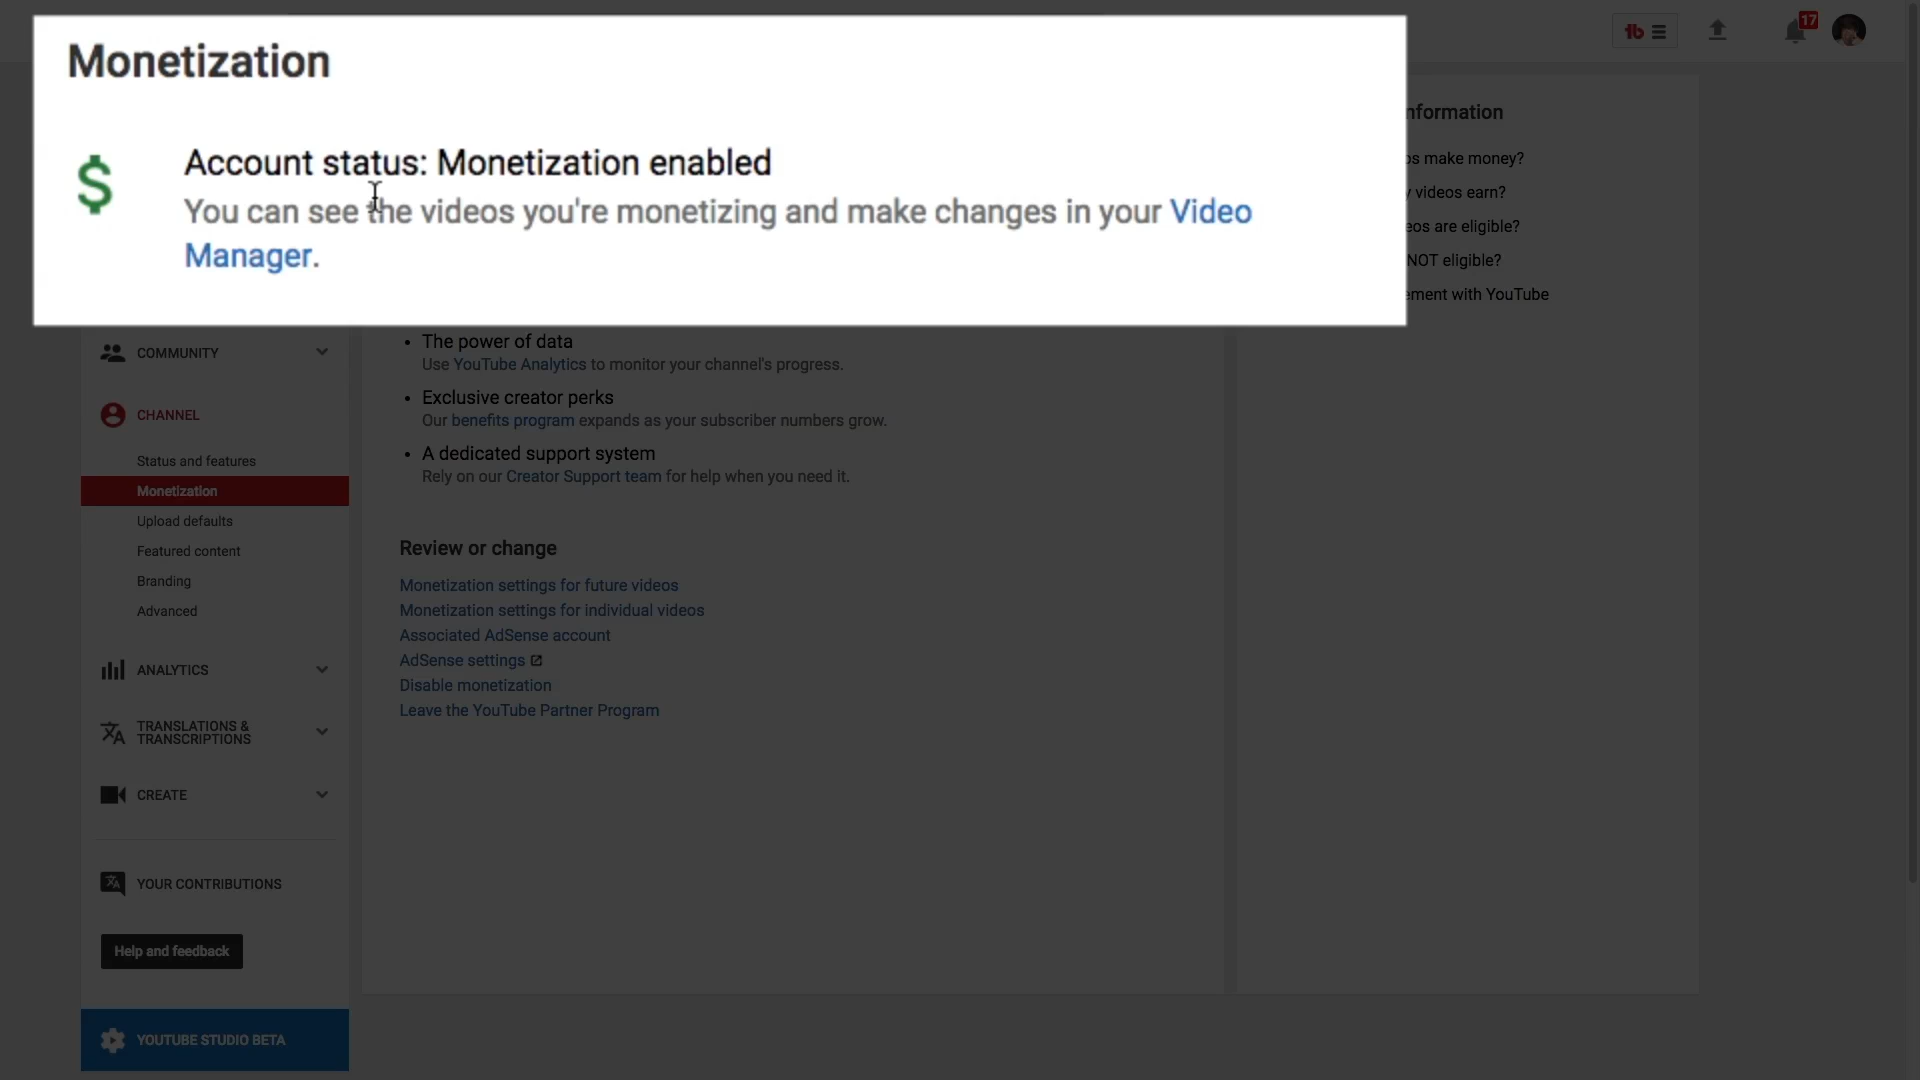 Monetization
Account status: Monetization enabled
You can see the videos you're monetizing and make changes in your Video
Manager.
17
nformation
os make money?
videos earn?
eos are eligible?
NOT eligible?
ement with YouTube
COMMUNITY
CHANNEL
Status and features
Monetization
Upload defaults
Featured content
Branding
Advanced
ANALYTICS
TRANSLATIONS &
TRANSCRIPTIONS
CREATE
YOUR CONTRIBUTIONS
Help and feedback
YOUTUBE STUDIO BETA
• The power of data
Use YouTube Analytics to monitor your channel's progress.
• Exclusive creator perks
Our benefits program expands as your subscriber numbers grow.
• A dedicated support system
Rely on our Creator Support team for help when you need it.
Review or change
Monetization settings for future videos
Monetization settings for individual videos
Associated AdSense account
AdSense settings
Disable monetization
Leave the YouTube Partner Program